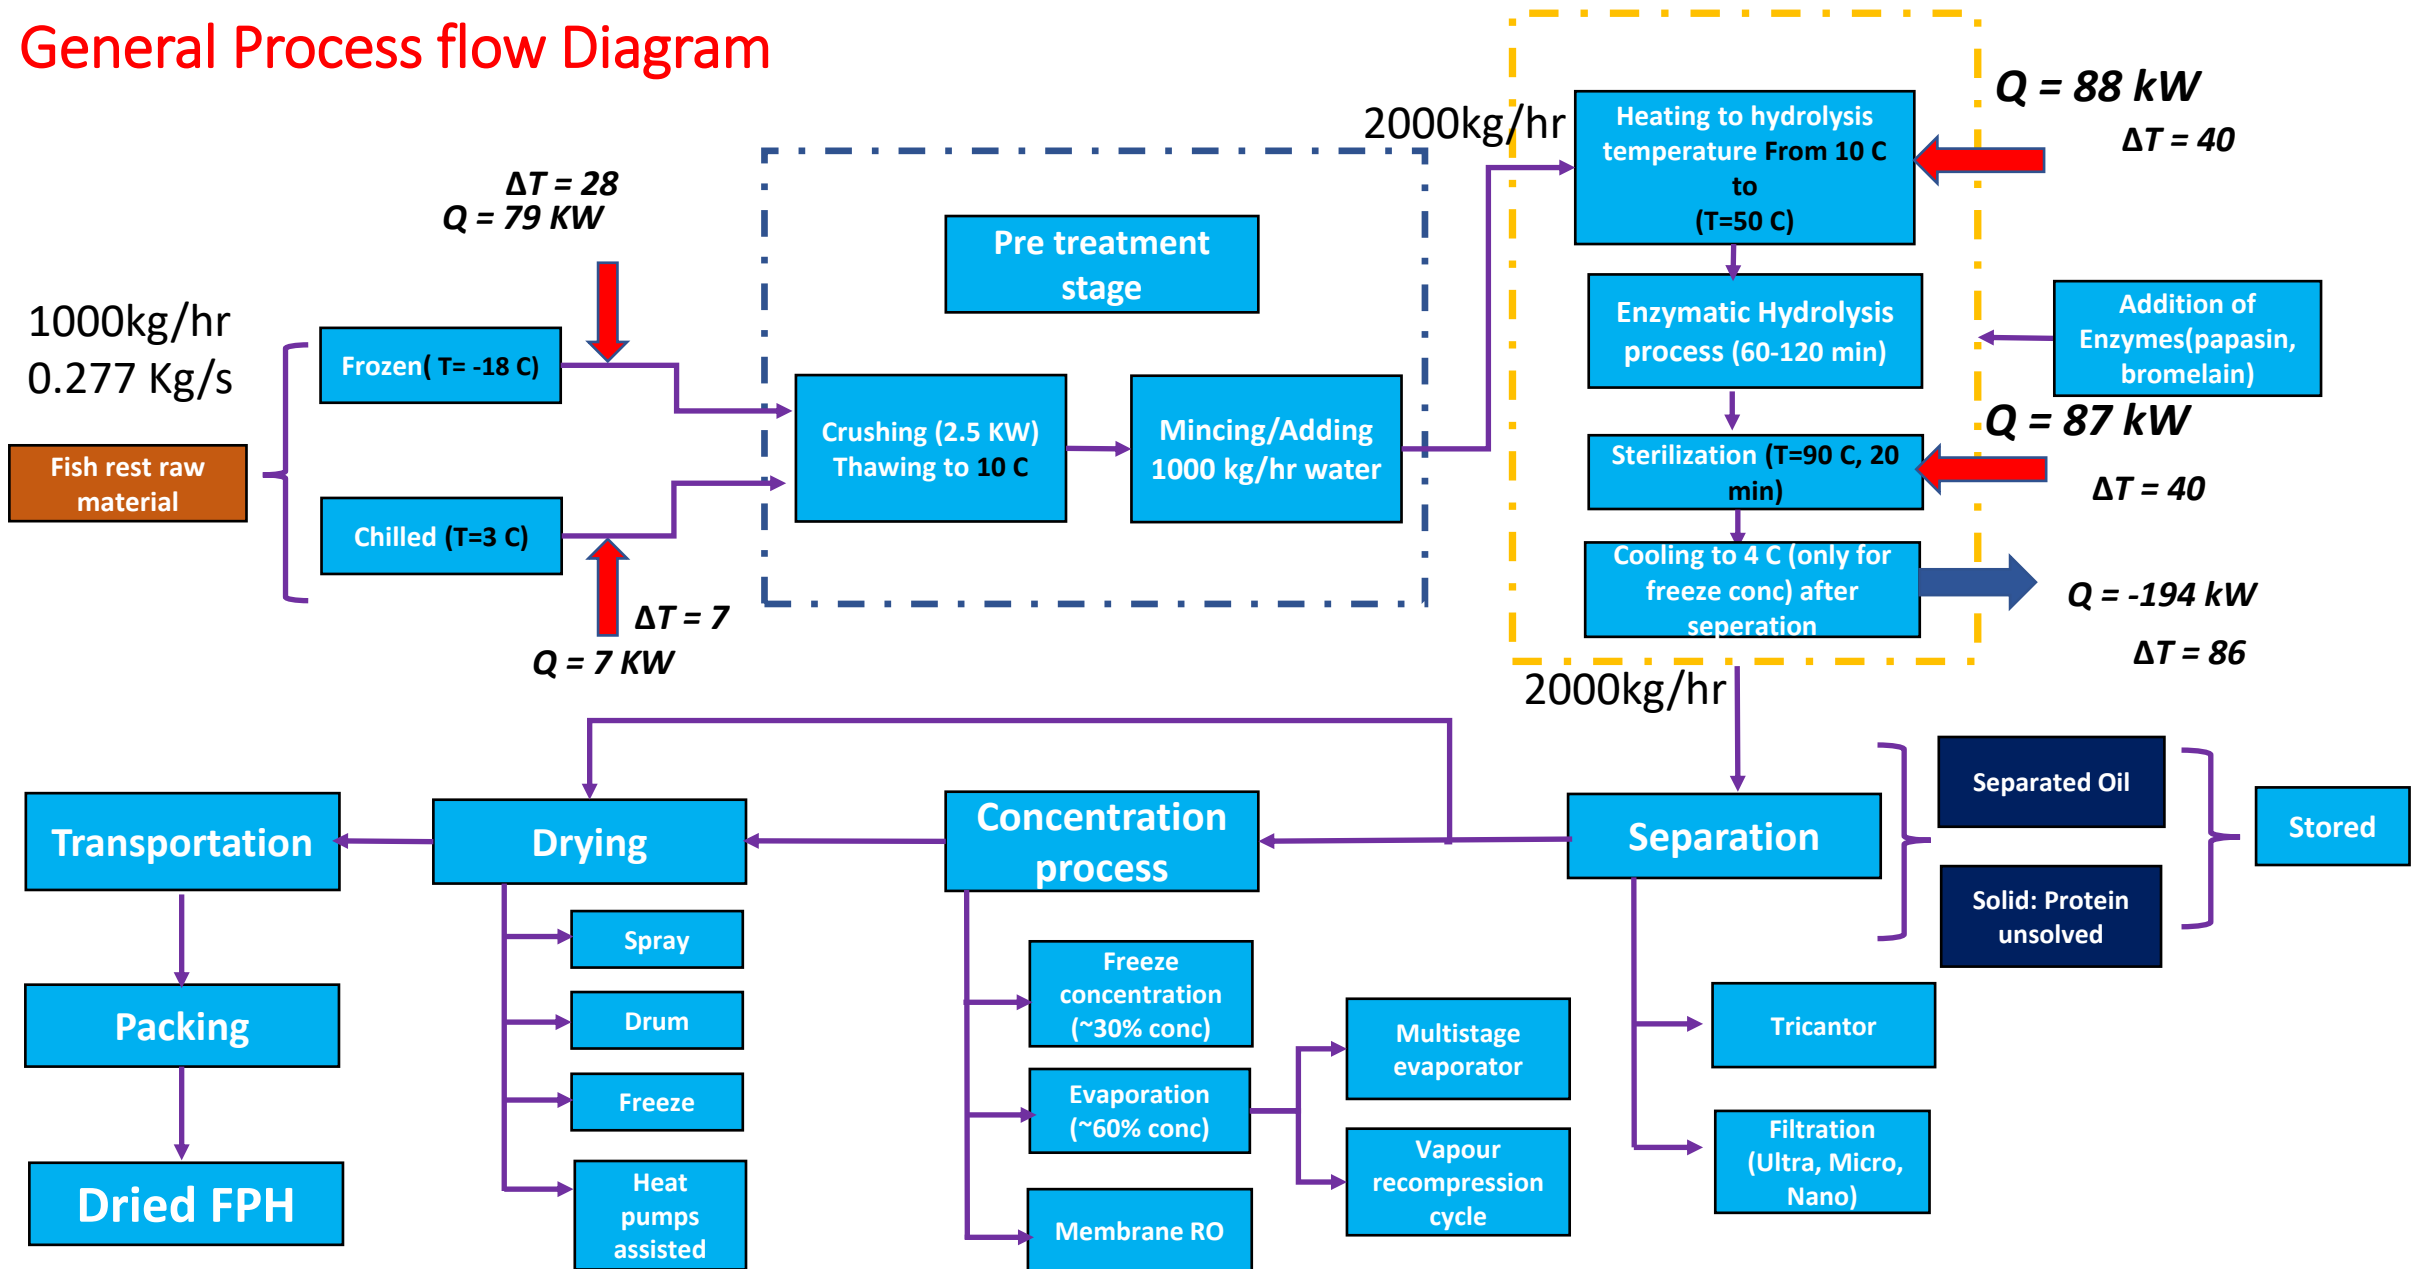 General Process flow Diagram
ΔT = 28
Q = 79 KW
1000kg/hr
0.277 Kg/s
Fish rest raw
material
Frozen( T= -18 C)
Chilled (T=3 C)
ΔT = 7
Q = 7 KW
Pre treatment
stage
Crushing (2.5 KW)
Thawing to 10 C
Mincing/Adding
1000 kg/hr water
2000kg/hr
Heating to hydrolysis
temperature From 10 C
to
(T=50 C)
Q = 88 kW
ΔT = 40
Enzymatic Hydrolysis
process (60-120 min)
Addition of
Enzymes(papasin,
bromelain)
Sterilization (T=90 C, 20
min)
Q = 87 kW
ΔT = 40
Cooling to 4 C (only for
freeze conc) after
seperation
Q = -194 kW
ΔT = 86
2000kg/hr
Separation
Separated Oil
Solid: Protein
unsolved
Stored
Tricantor
Filtration
(Ultra, Micro,
Nano)
Concentration
process
Freeze
concentration
(~30% conc)
Evaporation
(~60% conc)
Membrane RO
Multistage
evaporator
Vapour
recompression
cycle
Drying
Spray
Drum
Freeze
Heat
pumps
assisted
Transportation
Packing
Dried FPH